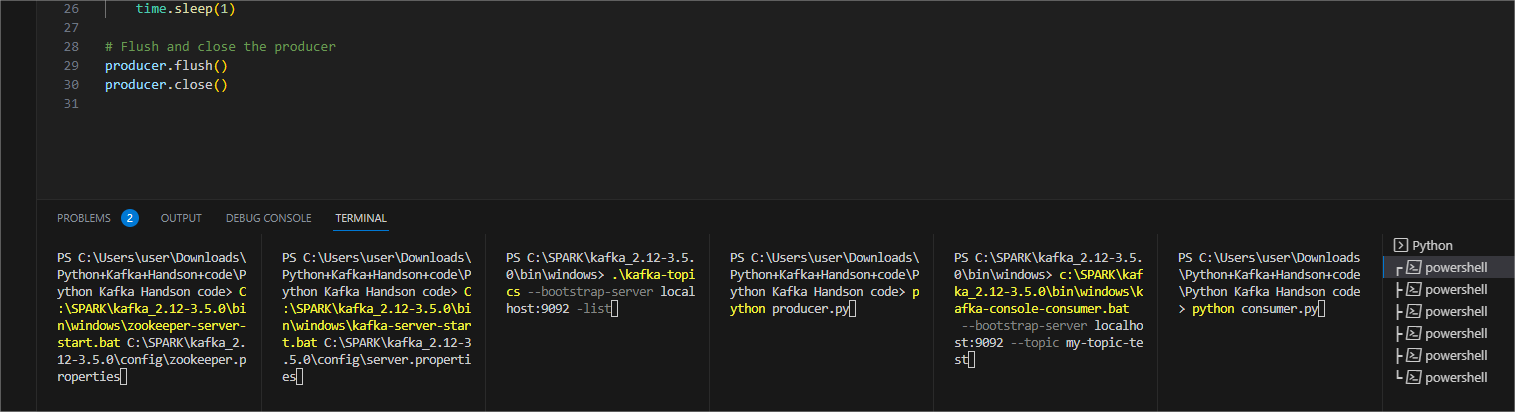 26 time.sleep(1)
27
28 # Flush and close the producer
29 producer.flush()
30 producer.close()
31
PROBLEMS 2 OUTPUT DEBUG CONSOLE TERMINAL
PS C:\Users\user\Downloads\
Python+Kafka+Handson+code\P
ython Kafka Handson code> C
:\SPARK\kafka_2.12-3.5.0\bi
n\windows\zookeeper-server-
start.bat C:\SPARK\kafka_2.
12-3.5.0\config\zookeeper.p
roperties
PS C:\Users\user\Downloads\
Python+Kafka+Handson+code\P
ython Kafka Handson code> C
:\SPARK\kafka_2.12-3.5.0\bi
n\windows\kafka-server-star
t.bat C:\SPARK\kafka_2.12-3
.5.0\config\server.properti
es
PS C:\SPARK\kafka_2.12-3.5.
0\bin\windows> .\kafka-topi
cs --bootstrap-server local
host:9092 -list
PS C:\Users\user\Downloads\
Python+Kafka+Handson+code\P
ython Kafka Handson code> p
ython producer.py
PS C:\SPARK\kafka_2.12-3.5.
0\bin\windows> c:\SPARK\kaf
ka_2.12-3.5.0\bin\windows\k
afka-console-consumer.bat
--bootstrap-server localho
st:9092 --topic my-topic-te
st
PS C:\Users\user\Downloads
\Python+Kafka+Handson+code
\Python Kafka Handson code
> python consumer.py
Python
powershell
powershell
powershell
powershell
powershell
powershell